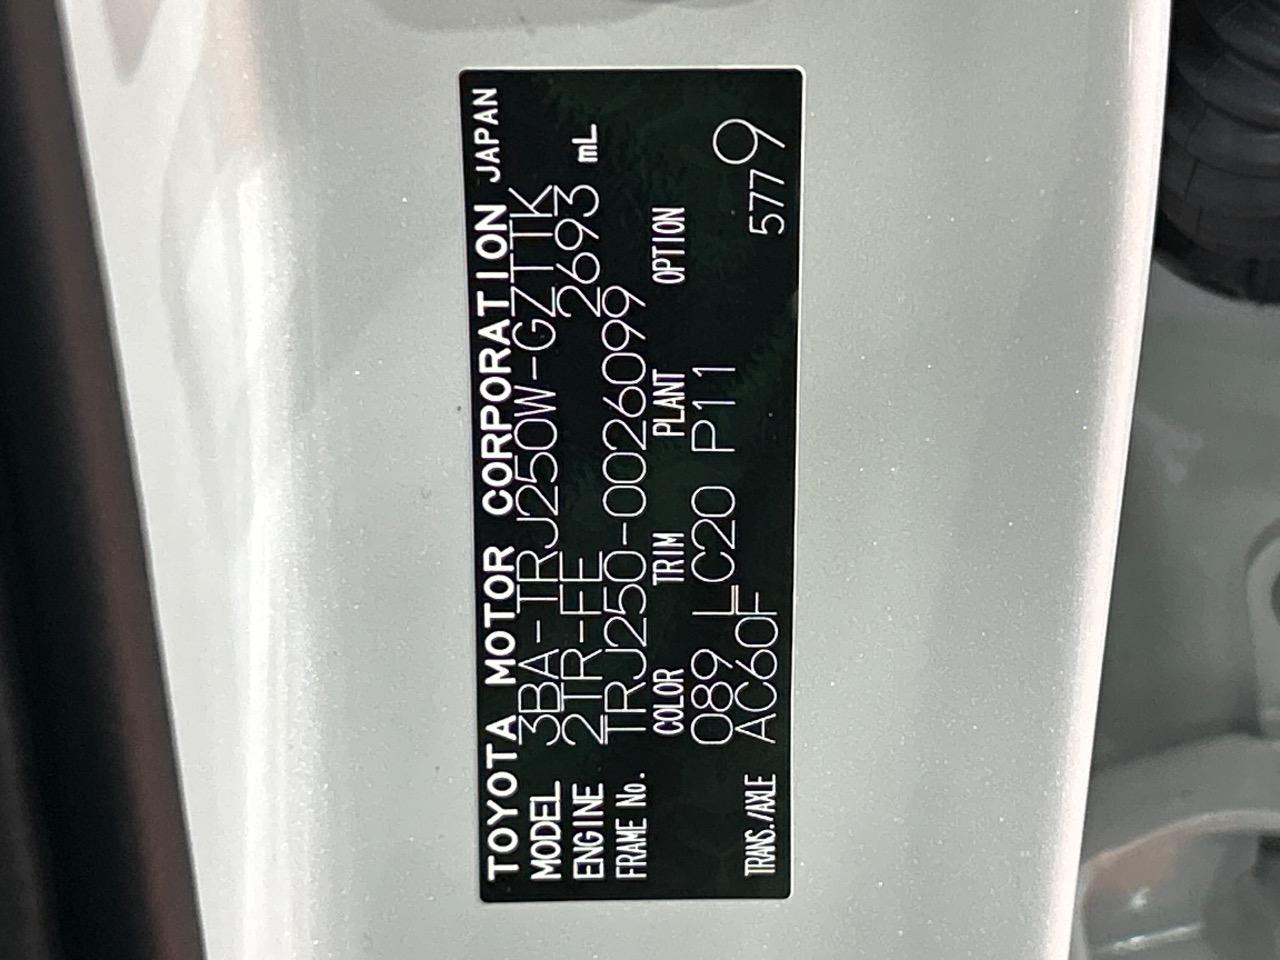 TOYOTA MOTOR CORPORATION JAPAN
MODEL 3BA-TRJ250W-GZTTK
ENGINE 2TR-FE 2693 mL
FRAME No. TRJ250-0026099
COLOR TRIM PLANT OPTION
089 LC20 P11
TRANS./AXLE AC60F 5779